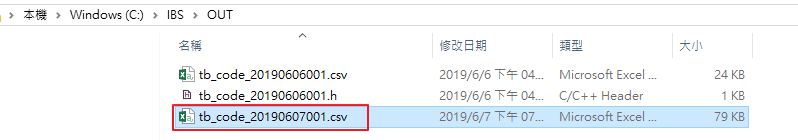 本機 › Windows (C:) › IBS › OUT
名稱 修改日期 類型 大小
tb_code_20190606001.csv 2019/6/6 下午 04... Microsoft Excel ... 24 KB
tb_code_20190606001.h 2019/6/6 下午 04... C/C++ Header 1 KB
tb_code_20190607001.csv 2019/6/7 下午 07... Microsoft Excel ... 79 KB